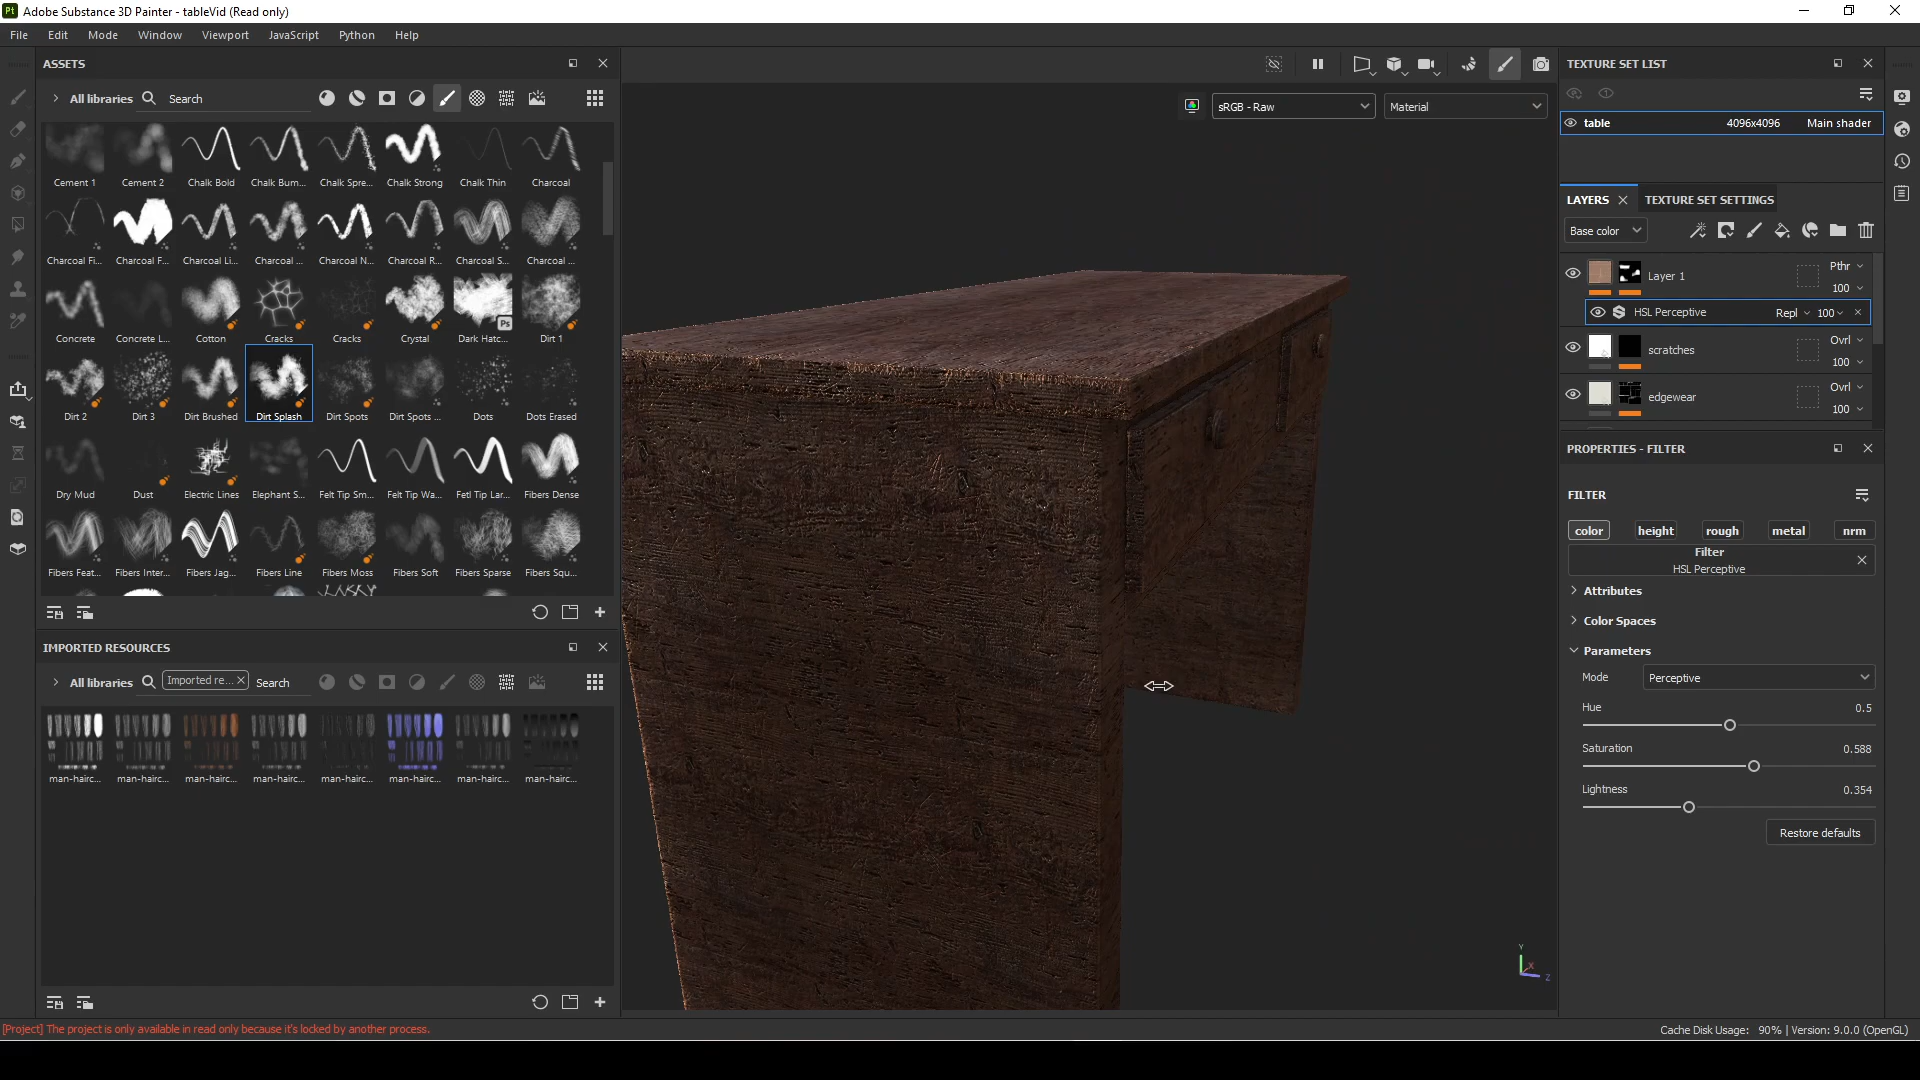 Pt Adobe Substance 3D Painter - tableVid (Read only)
File Edit Mode Window Viewport JavaScript Python Help
ASSETS
All libraries Search
Cement 1 Cement 2 Chalk Bold Chalk Bum... Chalk Spre... Chalk Strong Chalk Thin Charcoal
Charcoal Fi... Charcoal F... Charcoal Li... Charcoal ... Charcoal N... Charcoal R... Charcoal S... Charcoal ...
Ps
Concrete Concrete L... Cotton Cracks Cracks Crystal Dark Hatc... Dirt 1
Dirt 2 Dirt 3 Dirt Brushed Dirt Splash Dirt Spots Dirt Spots ... Dots Dots Erased
Dry Mud Dust Electric Lines Elephant S... Felt Tip Sm... Felt Tip Wa... Fetl Tip Lar... Fibers Dense
Fibers Feat... Fibers Inter... Fibers Jag... Fibers Line Fibers Moss Fibers Soft Fibers Sparse Fibers Squ...
IMPORTED RESOURCES
All libraries Imported re... Search
man-hairc... man-hairc... man-hairc... man-hairc... man-hairc... man-hairc... man-hairc... man-hairc...
sRGB - Raw Material
Y
X
Z
TEXTURE SET LIST
table 4096x4096 Main shader
LAYERS TEXTURE SET SETTINGS
Base color
Layer 1 Pthr
100
HSL Perceptive Repl 100
scratches Ovrl
100
edgewear Ovrl
100
PROPERTIES - FILTER
FILTER
color height rough metal nrm
Filter
HSL Perceptive
Attributes
Color Spaces
Parameters
Mode Perceptive
Hue 0.5
Saturation 0.588
Lightness 0.354
Restore defaults
[Project] The project is only available in read only because it's locked by another process.
Cache Disk Usage: 90% | Version: 9.0.0 (OpenGL)